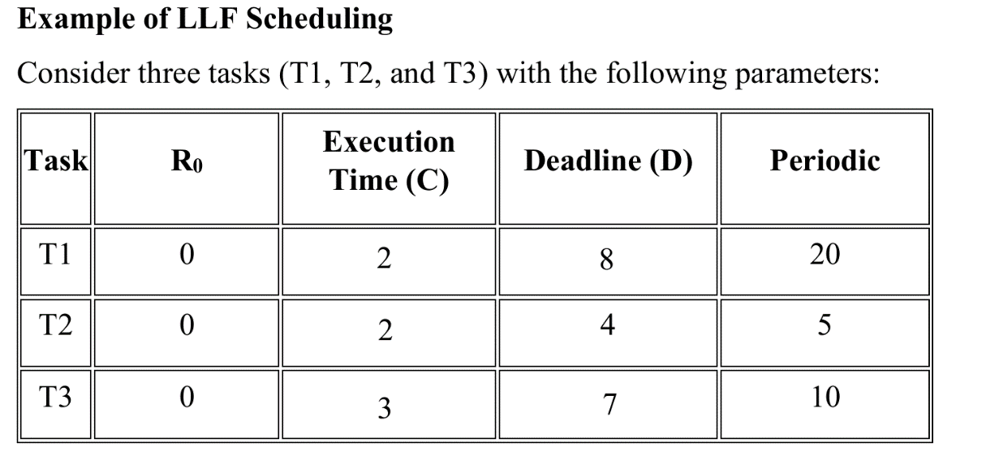 Example of LLF Scheduling
Consider three tasks (T1, T2, and T3) with the following parameters:
Task R₀ Execution Time (C) Deadline (D) Periodic
T1 0 2 8 20
T2 0 2 4 5
T3 0 3 7 10